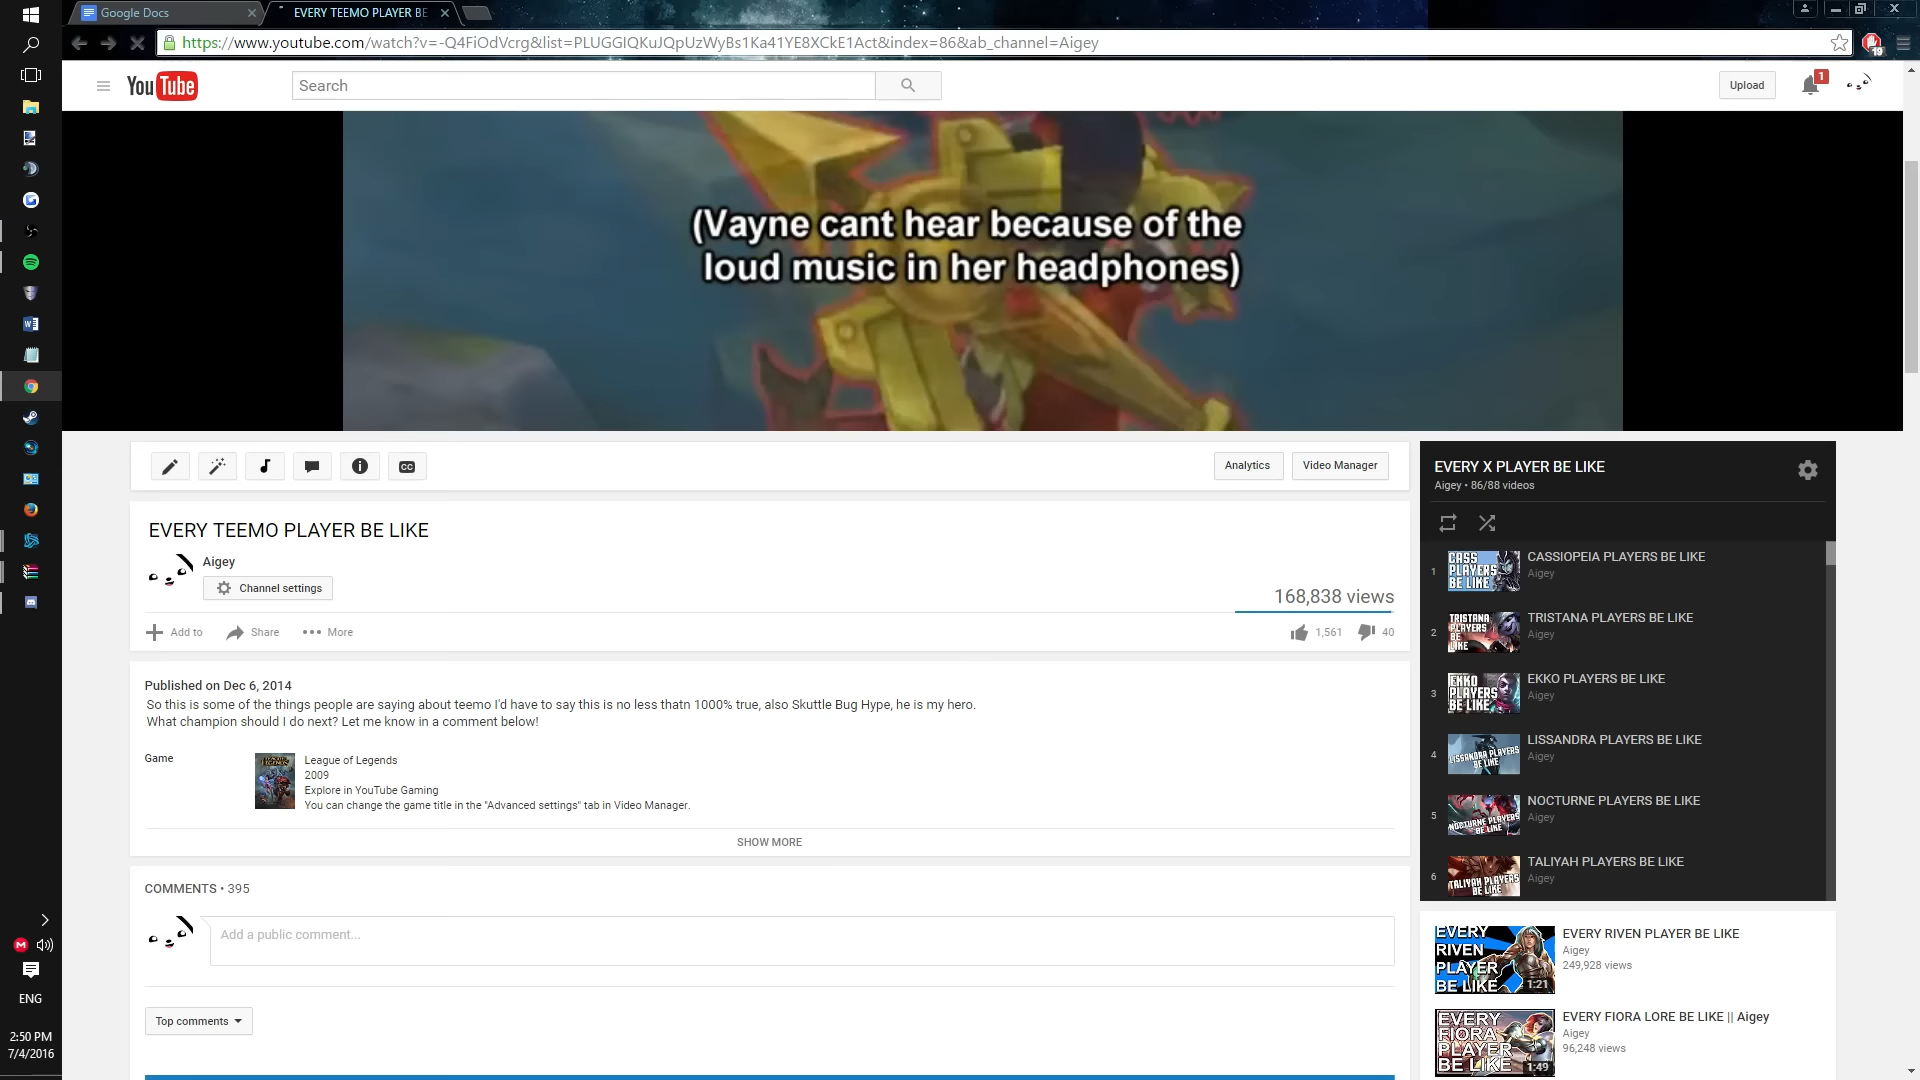 Google Docs
EVERY TEEMO PLAYER BE
https://www.youtube.com/watch?v=-Q4FiOdVcrg&list=PLUGGIQKuJQpUzWyBs1Ka41YE8XCkE1Act&index=86&ab_channel=Aigey
19
YouTube
Search
Upload
1
(Vayne cant hear because of the
loud music in her headphones)
CC
Analytics
Video Manager
EVERY TEEMO PLAYER BE LIKE
Aigey
Channel settings
168,838 views
Add to
Share
More
1,561
40
Published on Dec 6, 2014
So this is some of the things people are saying about teemo I'd have to say this is no less thatn 1000% true, also Skuttle Bug Hype, he is my hero.
What champion should I do next? Let me know in a comment below!
Game
League of Legends
2009
Explore in YouTube Gaming
You can change the game title in the "Advanced settings" tab in Video Manager.
SHOW MORE
COMMENTS • 395
Add a public comment...
Top comments
EVERY X PLAYER BE LIKE
Aigey • 86/88 videos
1
CASS
PLAYERS
BE LIKE
CASSIOPEIA PLAYERS BE LIKE
Aigey
2
TRISTANA
PLAYERS
BE
LIKE
TRISTANA PLAYERS BE LIKE
Aigey
3
EKKO
PLAYERS
BE LIKE
EKKO PLAYERS BE LIKE
Aigey
4
LISSANDRA PLAYERS
BE LIKE
LISSANDRA PLAYERS BE LIKE
Aigey
5
NOCTURNE PLAYERS
BE LIKE
NOCTURNE PLAYERS BE LIKE
Aigey
6
TALIYAH PLAYERS
BE LIKE
TALIYAH PLAYERS BE LIKE
Aigey
EVERY
RIVEN
PLAYER
BE LIKE
1:21
EVERY RIVEN PLAYER BE LIKE
Aigey
249,928 views
EVERY
FIORA
PLAYER
BE LIKE
1:49
EVERY FIORA LORE BE LIKE || Aigey
Aigey
96,248 views
ENG
2:50 PM
7/4/2016